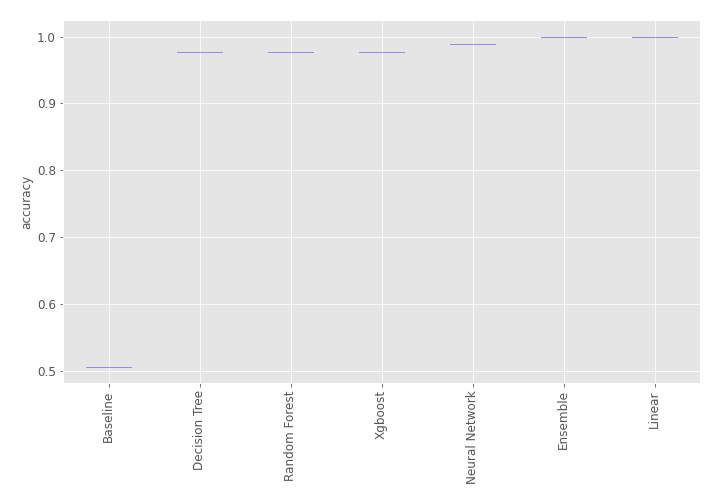 1.0
0.9
0.8
0.7
0.6
0.5
accuracy
Baseline
Decision Tree
Random Forest
Xgboost
Neural Network
Ensemble
Linear